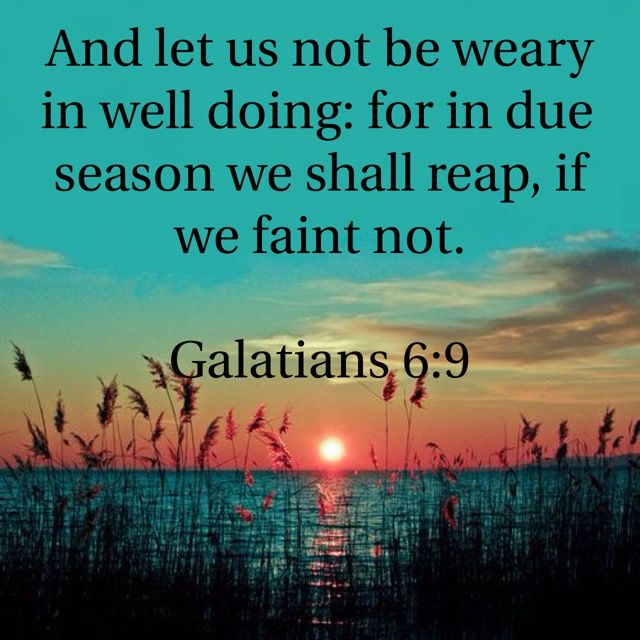 And let us not be weary
in well doing: for in due
season we shall reap, if
we faint not.
Galatians 6:9